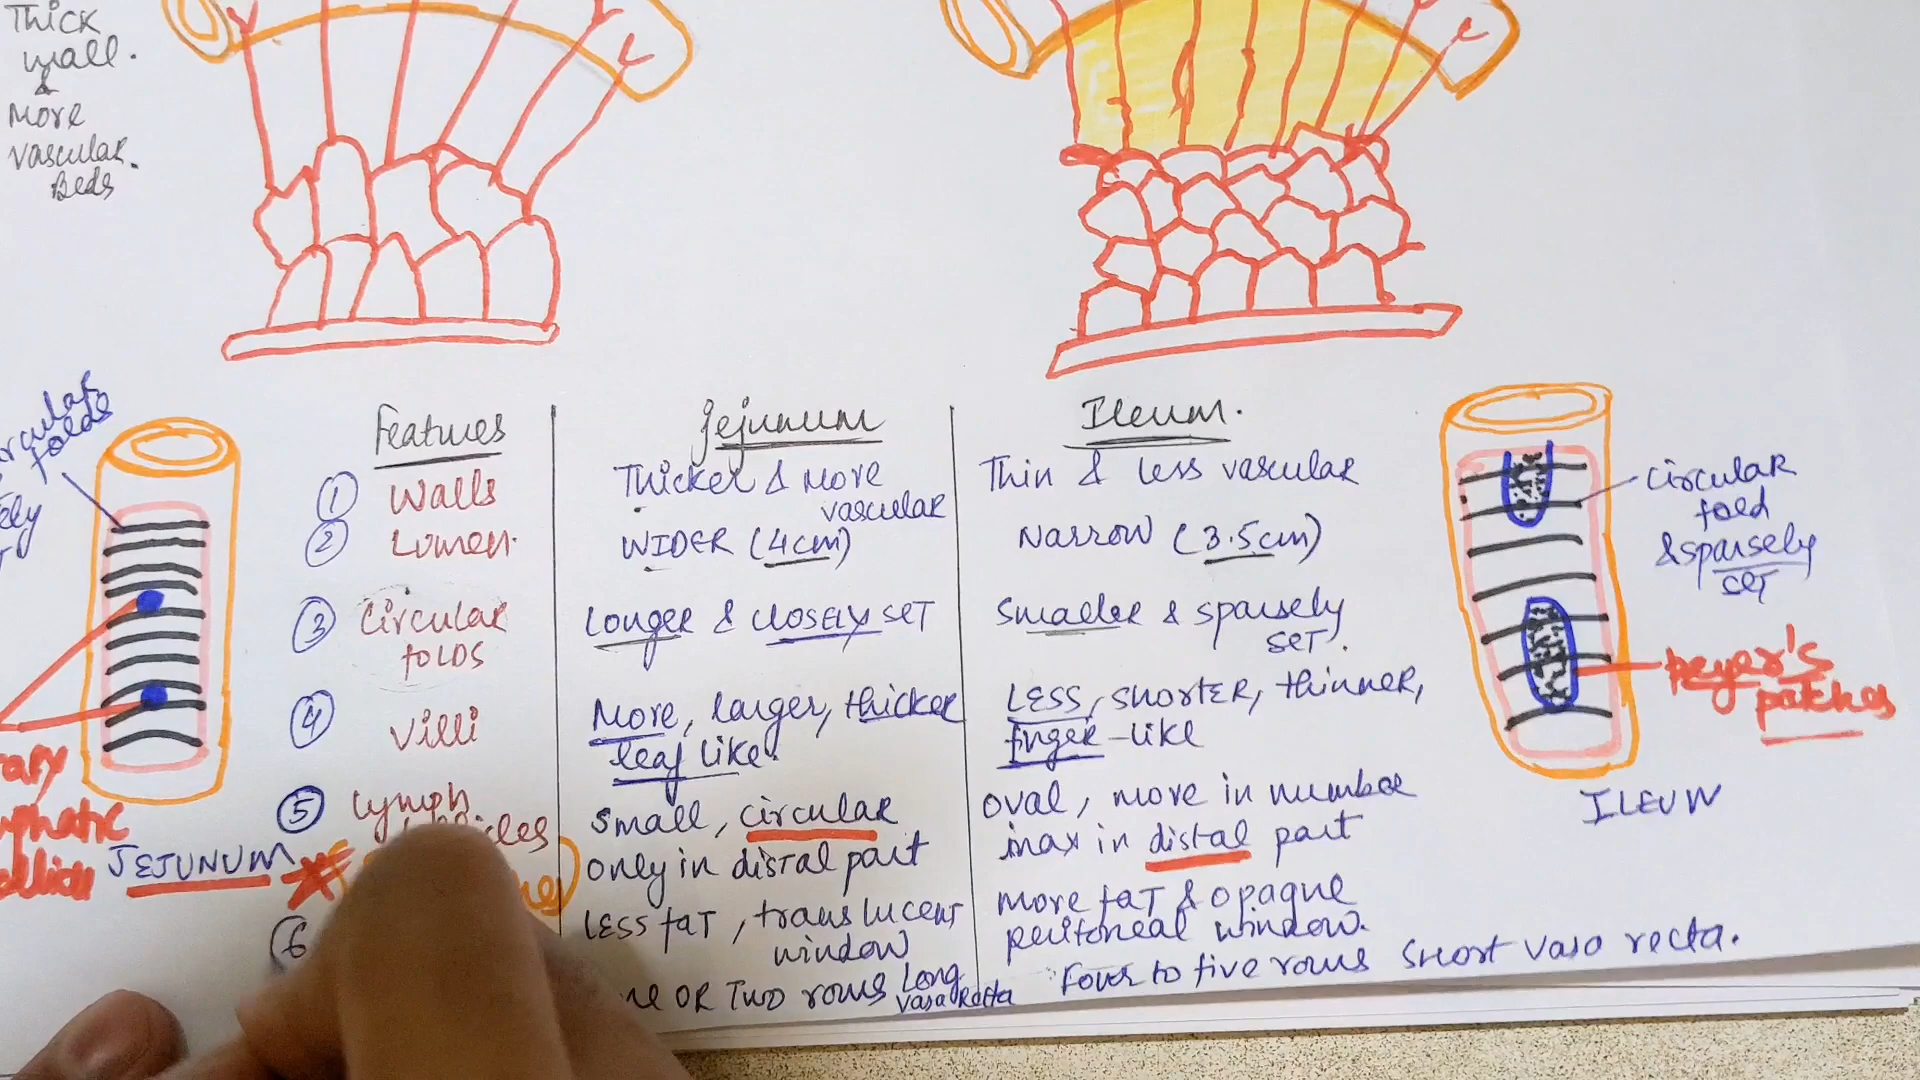 Thick
wall.
&
More
vascular.
Beds
folds
Features
Jejunum
Ileum.
① Walls
Thicker & More
vascular
Thin & less vascular
② Lumen.
WIDER (4cm)
Narrow (3.5cm)
③ Circular
folds
Longer & closely set
Smaller & sparsely
set.
④ Villi
More, larger, thicker
leaf like.
Less, shorter, thinner,
finger-like
⑤ Lymph
small, circular
only in distal part
oval, more in number
max in distal part
⑥
Less fat, translucent
window
more fat & opaque
peritoneal window.
OR Two rows long
vasa recta
Four to five rows short vaso recta.
JEJUNUM
circular
fold
& sparsely
set
peyer's
patches
ILEUM